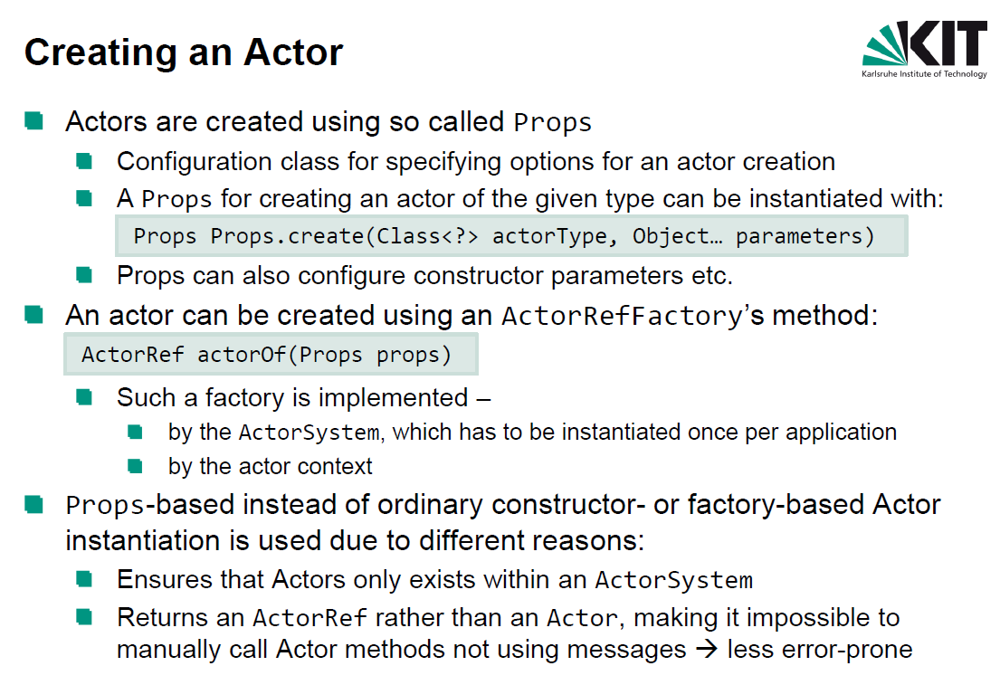 Creating an Actor
KIT
Karlsruhe Institute of Technology
Actors are created using so called Props
Configuration class for specifying options for an actor creation
A Props for creating an actor of the given type can be instantiated with:
Props Props.create(Class<?> actorType, Object… parameters)
Props can also configure constructor parameters etc.
An actor can be created using an ActorRefFactory’s method:
ActorRef actorOf(Props props)
Such a factory is implemented –
by the ActorSystem, which has to be instantiated once per application
by the actor context
Props-based instead of ordinary constructor- or factory-based Actor
instantiation is used due to different reasons:
Ensures that Actors only exists within an ActorSystem
Returns an ActorRef rather than an Actor, making it impossible to
manually call Actor methods not using messages → less error-prone